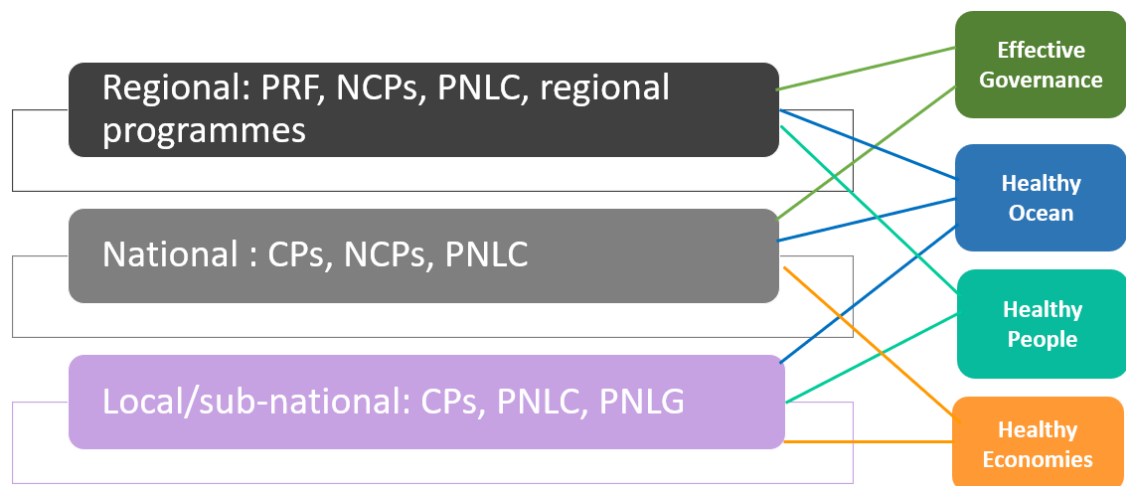 Regional: PRF, NCPs, PNLC, regional
programmes
National : CPs, NCPs, PNLC
Local/sub-national: CPs, PNLC, PNLG
Effective
Governance
Healthy
Ocean
Healthy
People
Healthy
Economies